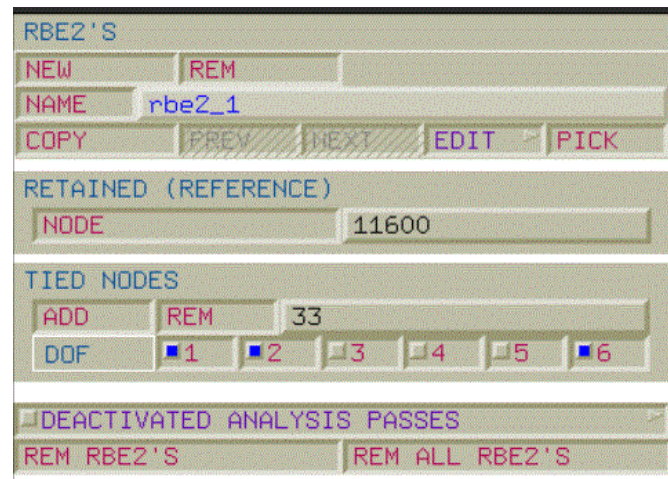 RBE2'S
NEW REM
NAME rbe2_1
COPY PREV NEXT EDIT PICK
RETAINED (REFERENCE)
NODE 11600
TIED NODES
ADD REM 33
DOF 1 2 3 4 5 6
DEACTIVATED ANALYSIS PASSES
REM RBE2'S REM ALL RBE2'S